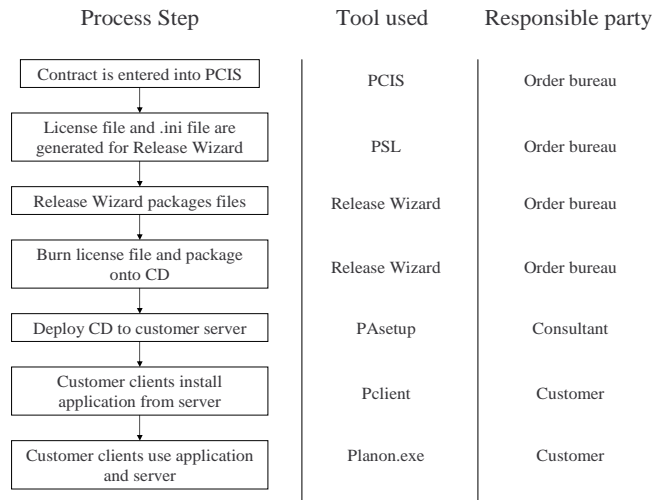 Process Step Tool used Responsible party
Contract is entered into PCIS PCIS Order bureau
License file and .ini file are
generated for Release Wizard PSL Order bureau
Release Wizard packages files Release Wizard Order bureau
Burn license file and package
onto CD Release Wizard Order bureau
Deploy CD to customer server PAsetup Consultant
Customer clients install
application from server Pclient Customer
Customer clients use application
and server Planon.exe Customer